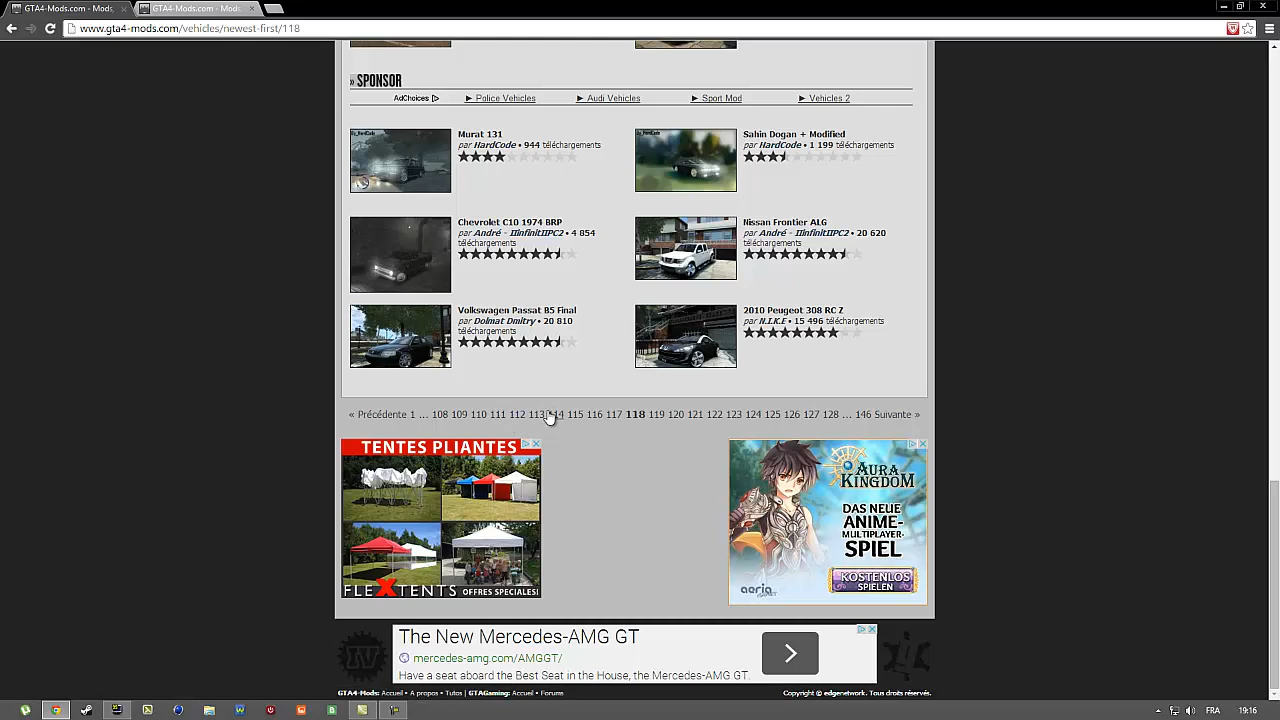 GTA4-Mods.com - Vehicles,
GTA4-Mods.com - Vehicles,
www.gta4-mods.com/vehicles/newest-first/118
» SPONSOR
AdChoices ► Police Vehicles ► Audi Vehicles ► Sport Mod ► Vehicles 2
By_HardCode
Murat 131
par HardCode • 944 téléchargements
By_HardCode
Sahin Dogan + Modified
par HardCode • 1 199 téléchargements
Chevrolet C10 1974 BRP
par André - IIinfinitIIPC2 • 4 854
téléchargements
Nissan Frontier ALG
par André - IIinfinitIIPC2 • 20 620
téléchargements
Volkswagen Passat B5 Final
par Dolmat Dmitry • 20 810
téléchargements
2010 Peugeot 308 RC Z
par N.I.K.E • 15 496 téléchargements
« Précédente 1 ... 108 109 110 111 112 113 114 115 116 117 118 119 120 121 122 123 124 125 126 127 128 ... 146 Suivante »
TENTES PLIANTES
FLEXTENTS OFFRES SPECIALES!
AURA
KINGDOM
DAS NEUE
ANIME-
MULTIPLAYER-
SPIEL
KOSTENLOS
SPIELEN
aeria
The New Mercedes-AMG GT
mercedes-amg.com/AMGGT/
Have a seat aboard the Best Seat in the House, the Mercedes-AMG GT.
IV
GTA4-Mods: Accueil • A propos • Tutos | GTAGaming: Accueil • Forums
Copyright © edgenetwork. Tous droits réservés.
FRA 19:16